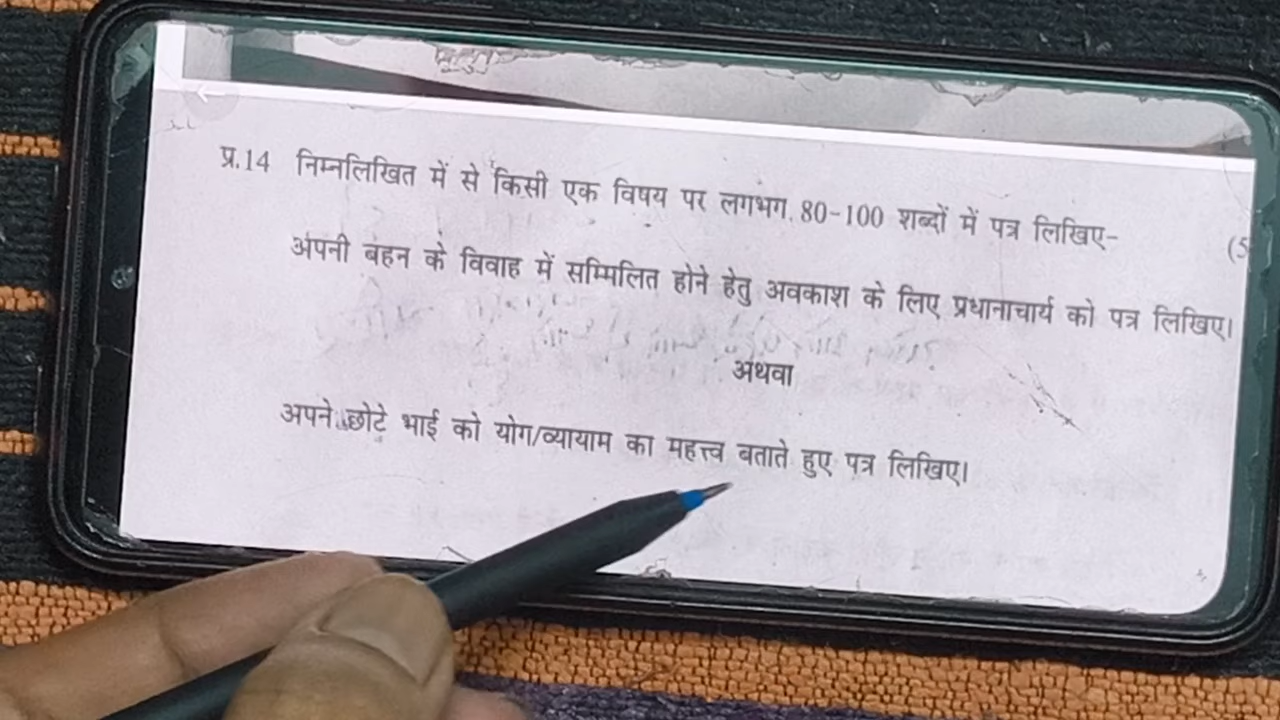 प्र.14 निम्नलिखित में से किसी एक विषय पर लगभग 80-100 शब्दों में पत्र लिखिए-
(5
अपनी बहन के विवाह में सम्मिलित होने हेतु अवकाश के लिए प्रधानाचार्य को पत्र लिखिए।
अथवा
अपने छोटे भाई को योग/व्यायाम का महत्त्व बताते हुए पत्र लिखिए।